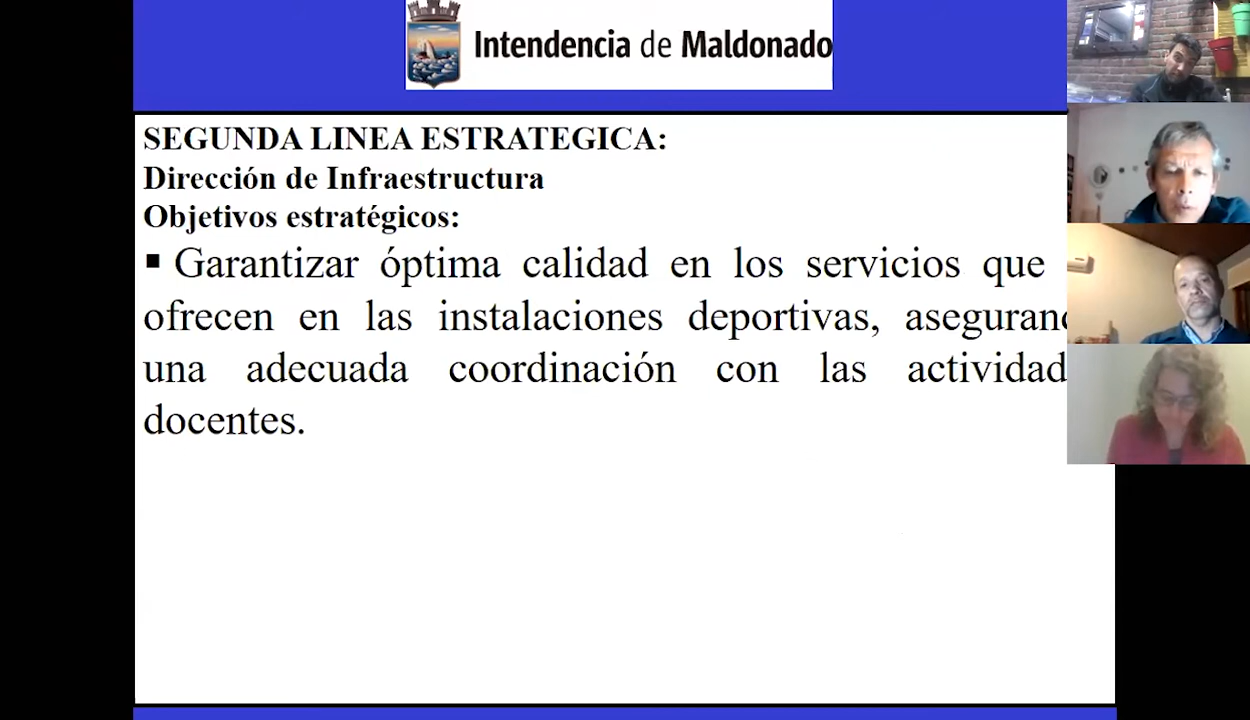 Intendencia de Maldonado
SEGUNDA LINEA ESTRATEGICA:
Dirección de Infraestructura
Objetivos estratégicos:
▪ Garantizar óptima calidad en los servicios que
ofrecen en las instalaciones deportivas, aseguran
una adecuada coordinación con las actividad
docentes.